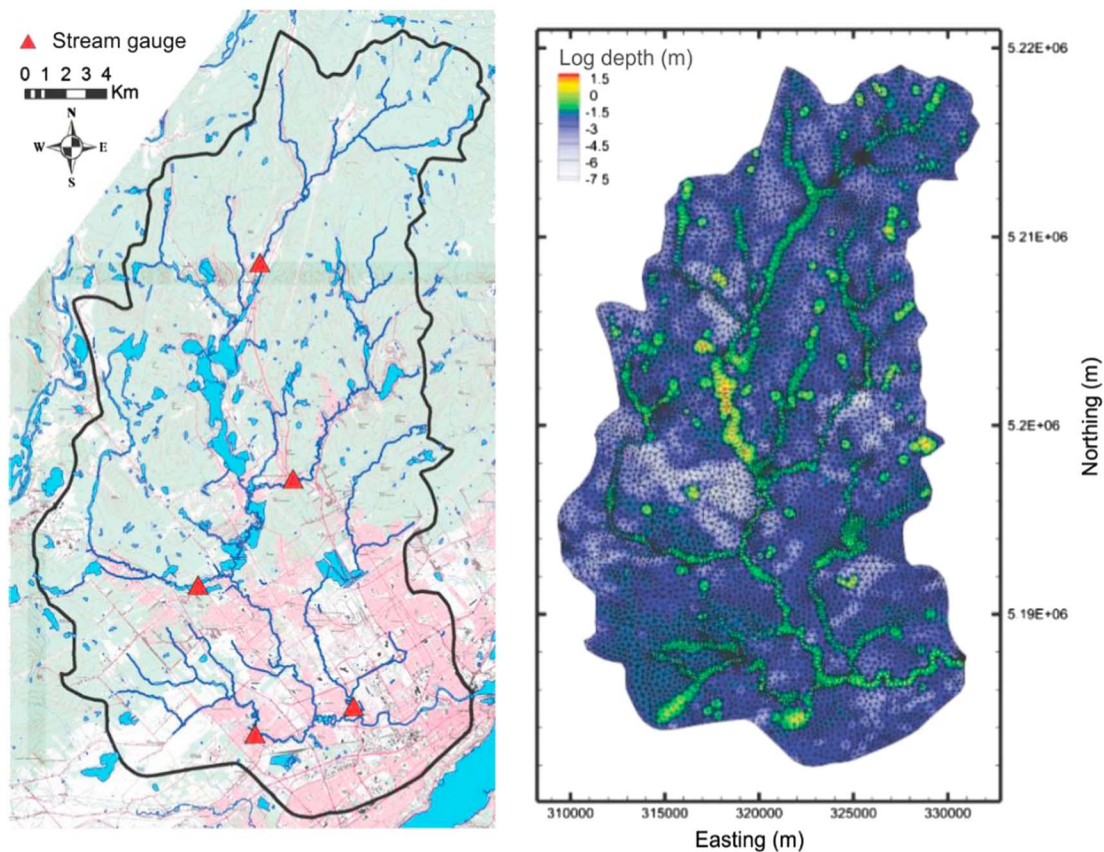 Stream gauge
0 1 2 3 4
Km
N
W E
S
Log depth (m)
1.5
0
-1.5
-3
-4.5
-6
-7.5
5.22E+06
5.21E+06
5.2E+06
5.19E+06
Northing (m)
310000 315000 320000 325000 330000
Easting (m)